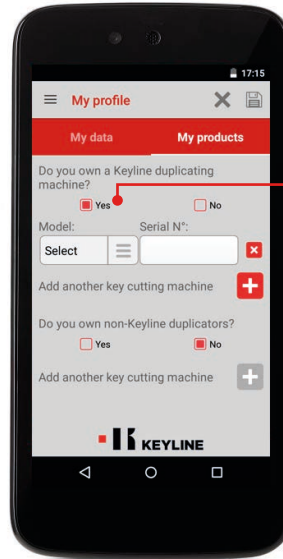 17:15
My profile
My data My products
Do you own a Keyline duplicating
machine?
Yes No
Model: Serial N°:
Select
Add another key cutting machine
Do you own non-Keyline duplicators?
Yes No
Add another key cutting machine
KEYLINE